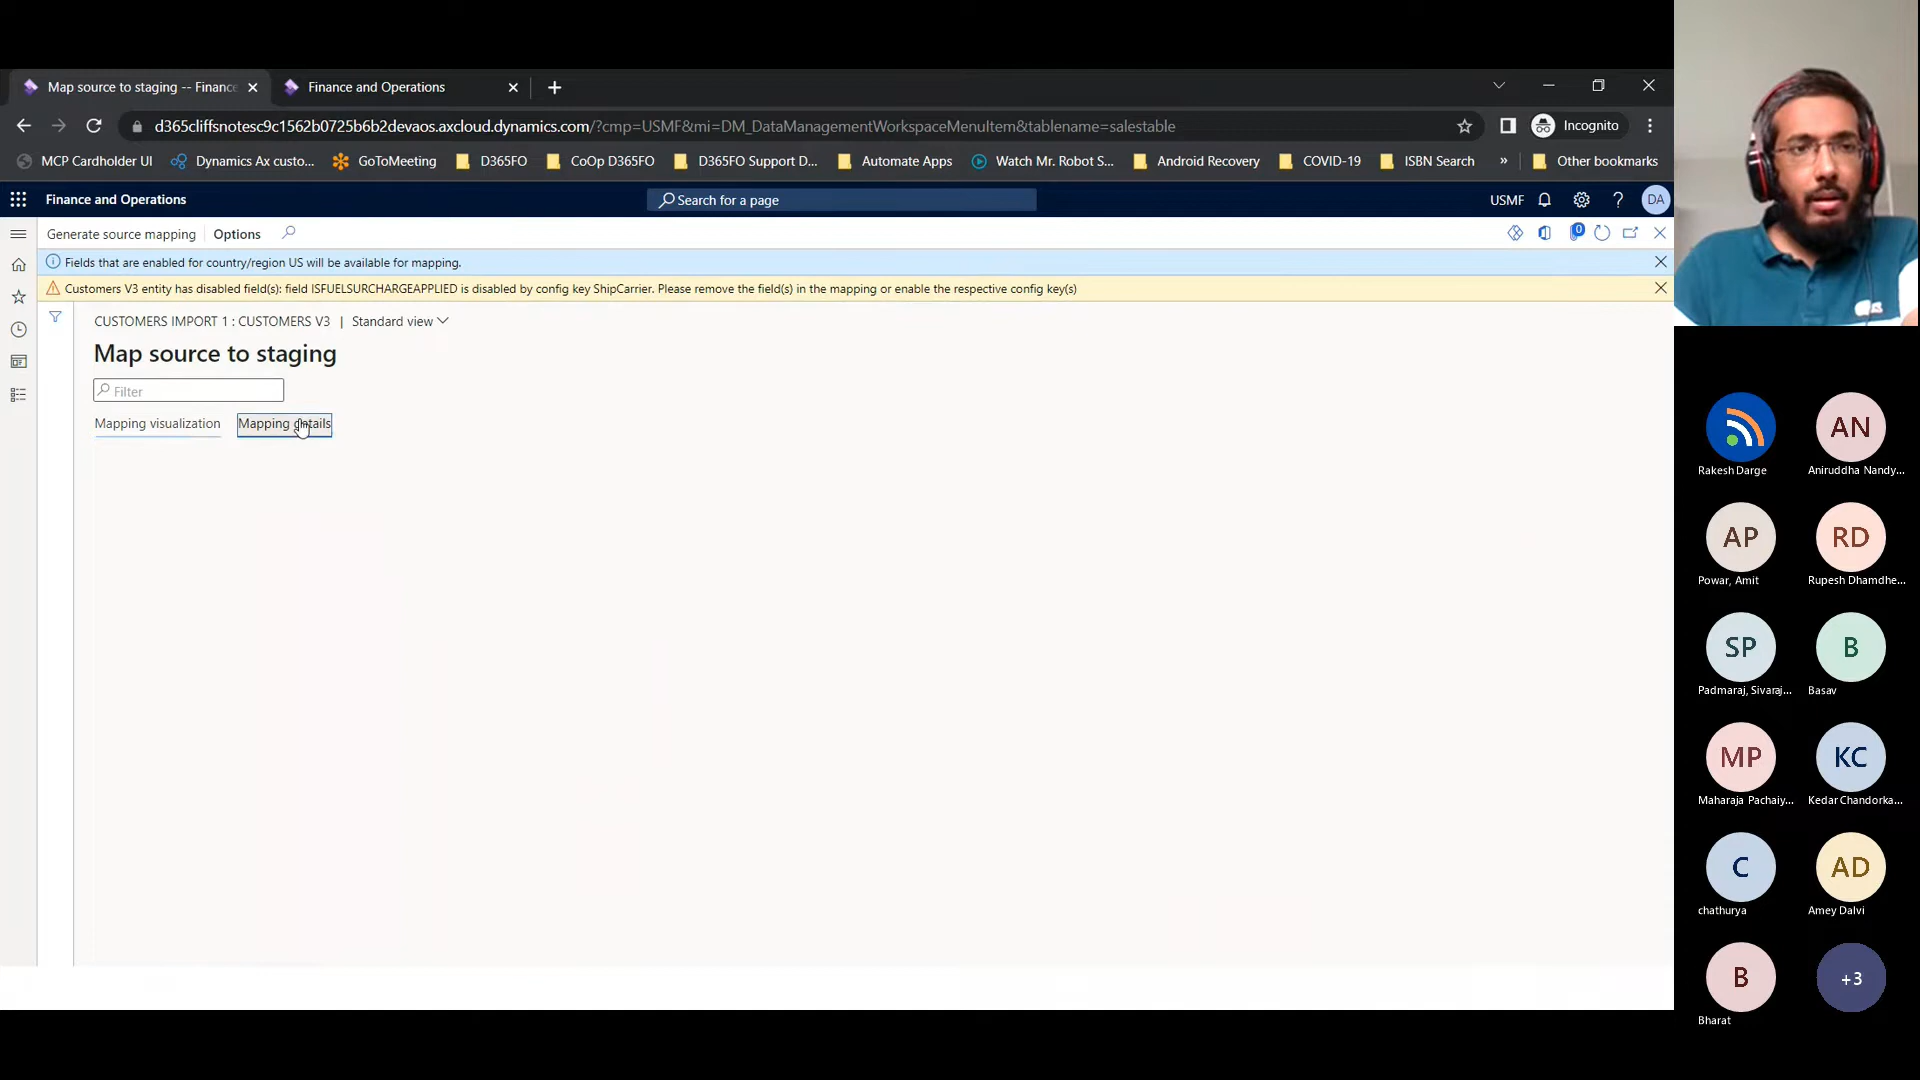 Map source to staging -- Finance
Finance and Operations
d365cliffsnotesc9c1562b0725b6b2devaos.axcloud.dynamics.com/?cmp=USMF&mi=DM_DataManagementWorkspaceMenuItem&tablename=salestable
Incognito
MCP Cardholder UI
Dynamics Ax custo...
GoToMeeting
D365FO
CoOp D365FO
D365FO Support D...
Automate Apps
Watch Mr. Robot S...
Android Recovery
COVID-19
ISBN Search
»
Other bookmarks
Finance and Operations
Search for a page
USMF
DA
Generate source mapping
Options
0
Fields that are enabled for country/region US will be available for mapping.
Customers V3 entity has disabled field(s): field ISFUELSURCHARGEAPPLIED is disabled by config key ShipCarrier. Please remove the field(s) in the mapping or enable the respective config key(s)
CUSTOMERS IMPORT 1 : CUSTOMERS V3 | Standard view
Map source to staging
Filter
Mapping visualization
Mapping details
Rakesh Darge
AN
Aniruddha Nandy...
AP
Powar, Amit
RD
Rupesh Dhamdhe...
SP
Padmaraj, Sivaraj...
B
Basav
MP
Maharaja Pachaiy...
KC
Kedar Chandorka...
C
chathurya
AD
Amey Dalvi
B
Bharat
+3